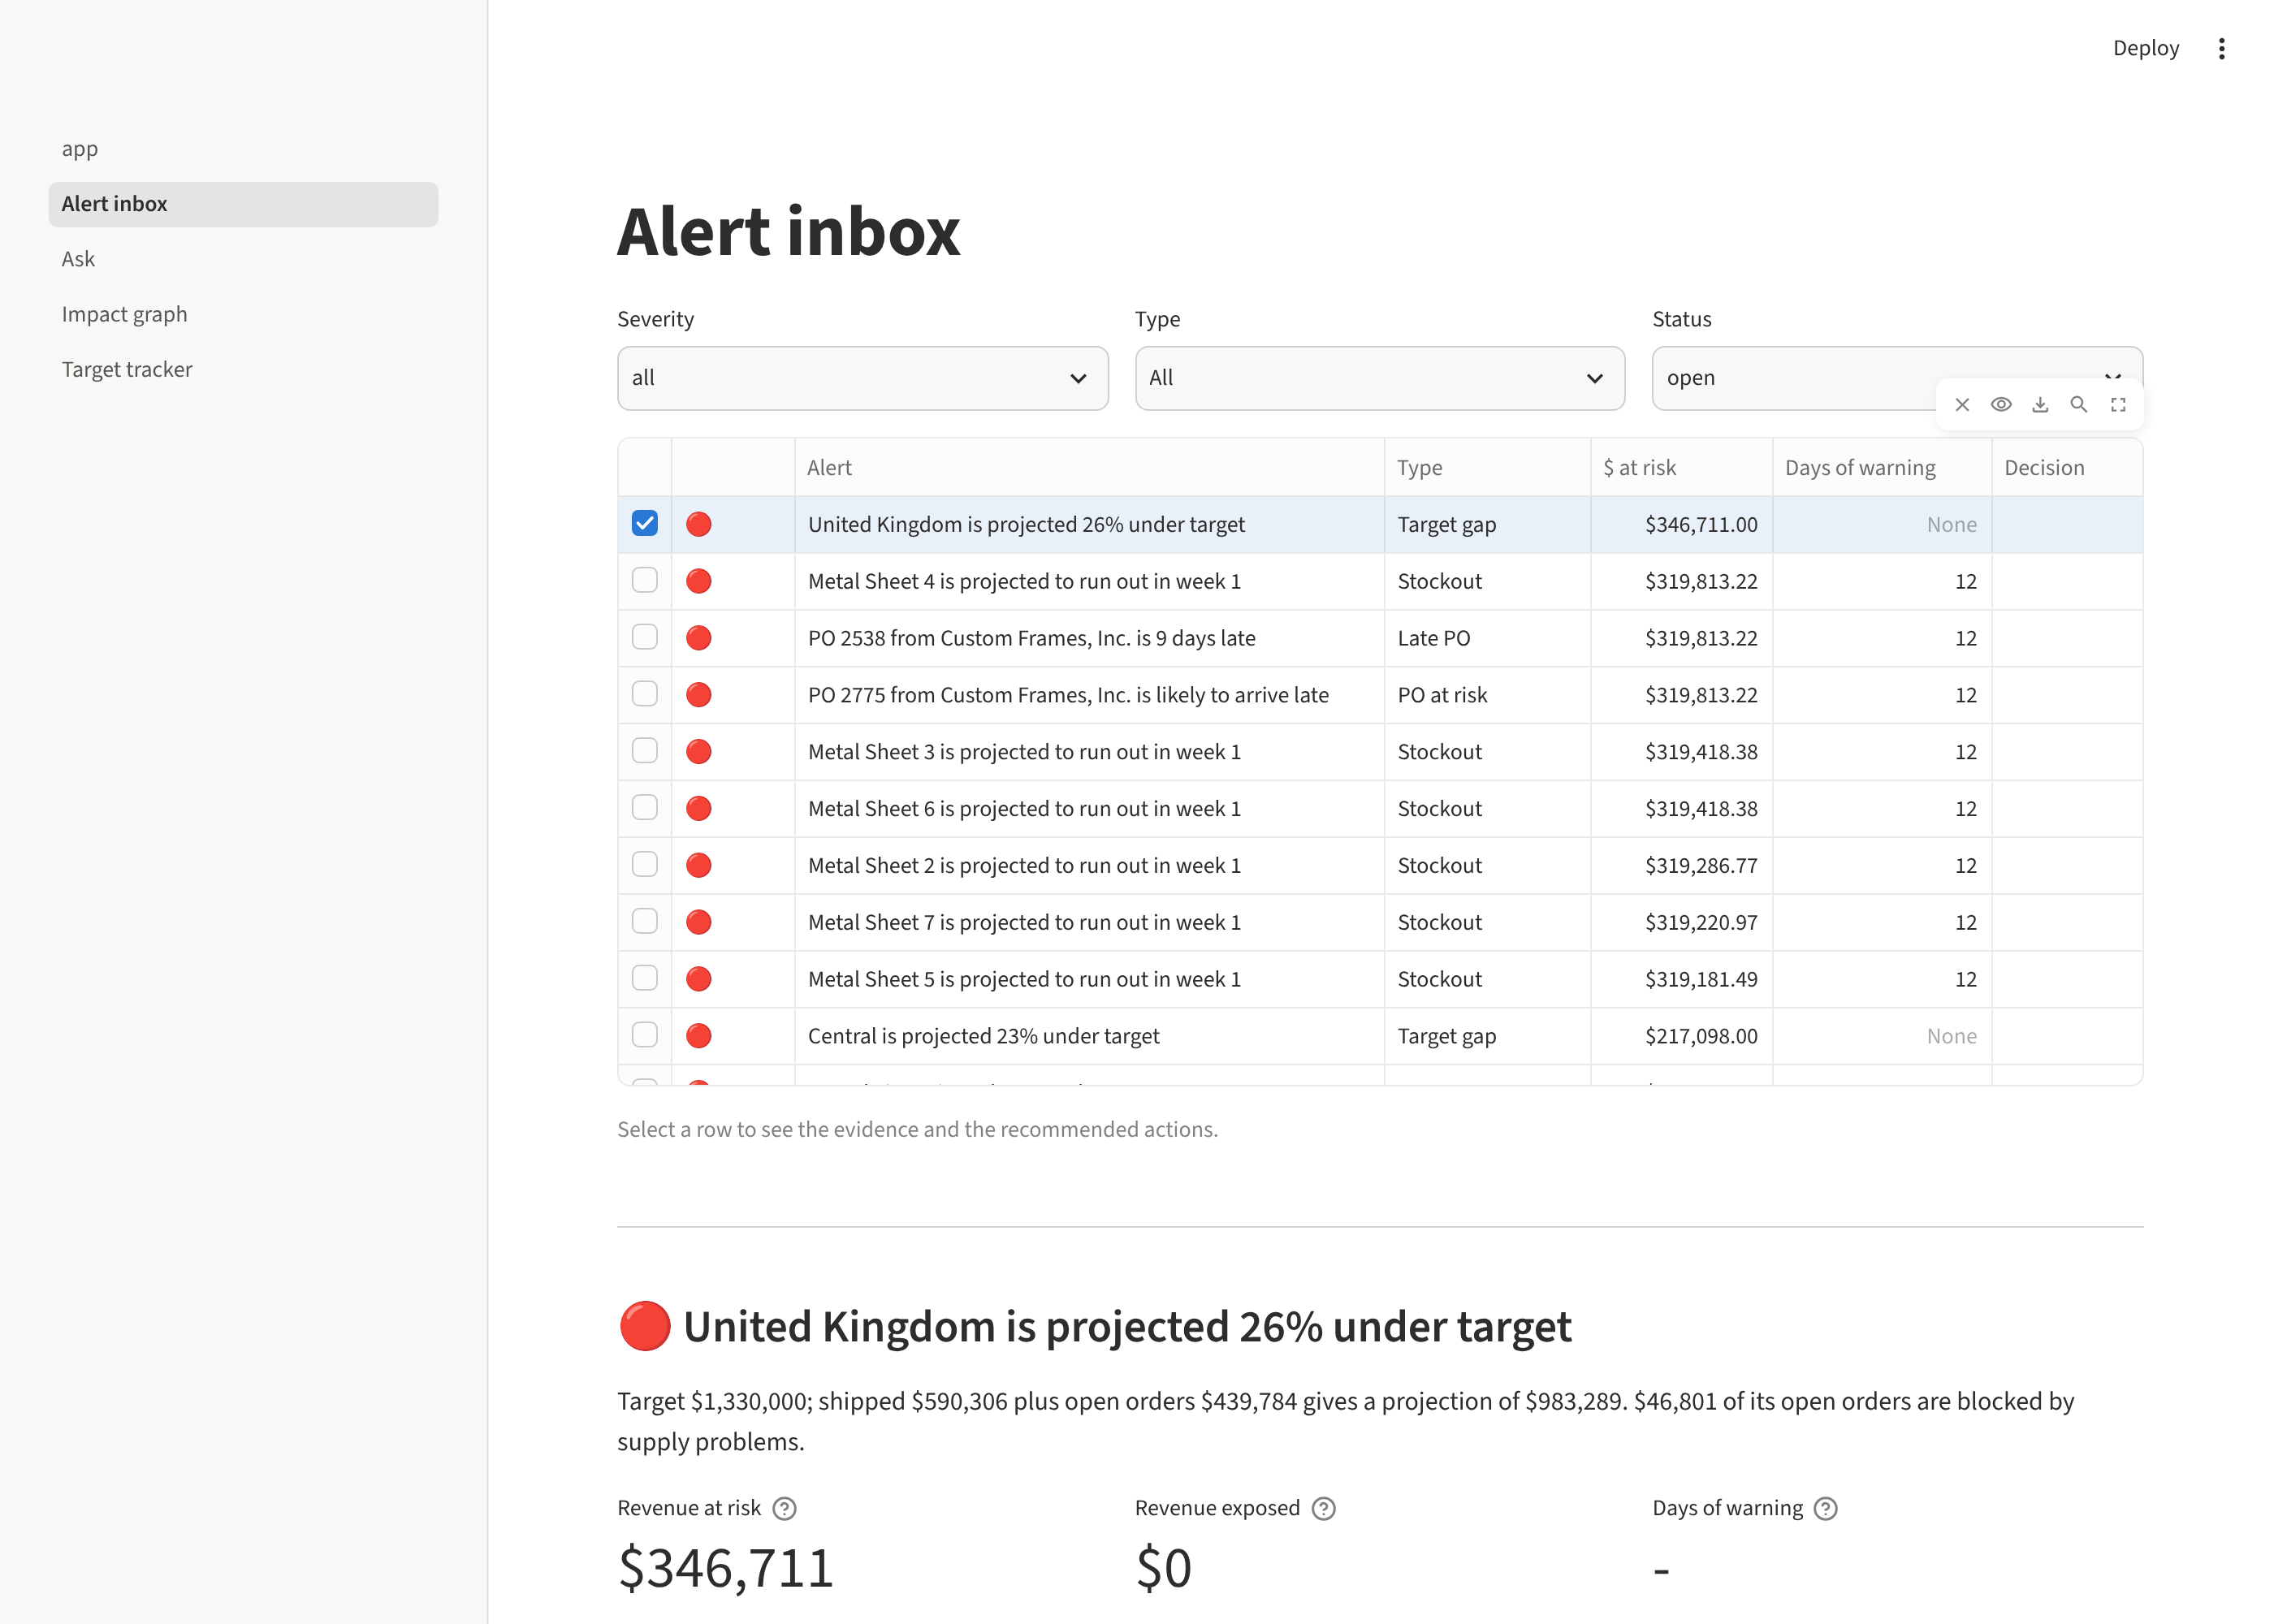 Deploy
app
Alert inbox
Ask
Impact graph
Target tracker
Alert inbox
Severity
Type
Status
all
All
open
Alert Type $ at risk Days of warning Decision
United Kingdom is projected 26% under target Target gap $346,711.00 None
Metal Sheet 4 is projected to run out in week 1 Stockout $319,813.22 12
PO 2538 from Custom Frames, Inc. is 9 days late Late PO $319,813.22 12
PO 2775 from Custom Frames, Inc. is likely to arrive late PO at risk $319,813.22 12
Metal Sheet 3 is projected to run out in week 1 Stockout $319,418.38 12
Metal Sheet 6 is projected to run out in week 1 Stockout $319,418.38 12
Metal Sheet 2 is projected to run out in week 1 Stockout $319,286.77 12
Metal Sheet 7 is projected to run out in week 1 Stockout $319,220.97 12
Metal Sheet 5 is projected to run out in week 1 Stockout $319,181.49 12
Central is projected 23% under target Target gap $217,098.00 None
Select a row to see the evidence and the recommended actions.
United Kingdom is projected 26% under target
Target $1,330,000; shipped $590,306 plus open orders $439,784 gives a projection of $983,289. $46,801 of its open orders are blocked by
supply problems.
Revenue at risk
Revenue exposed
Days of warning
$346,711
$0
-